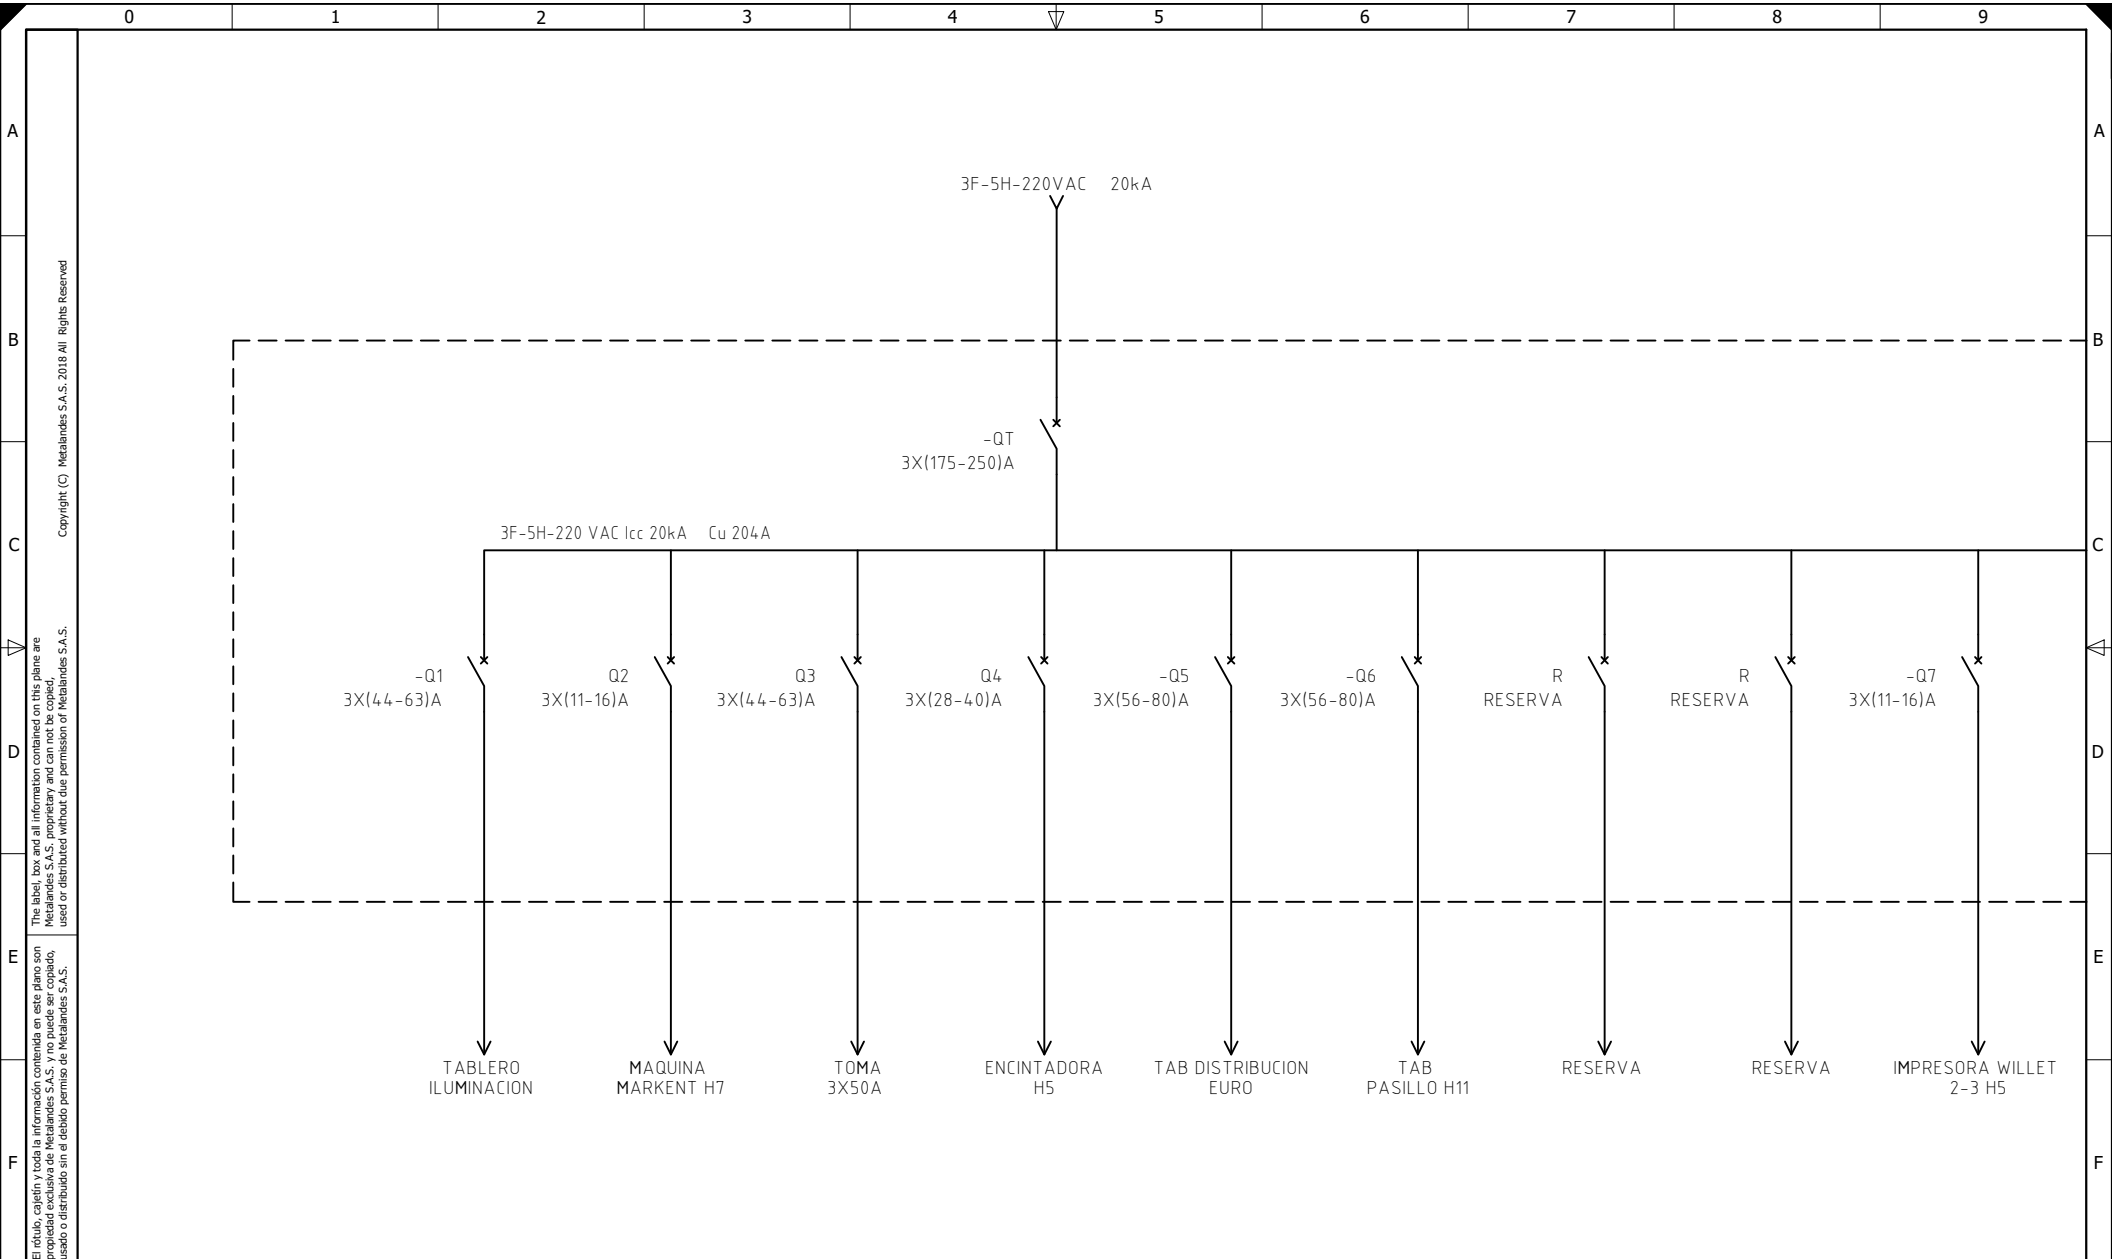 0 1 2 3 4 5 6 7 8 9
A A
3F-5H-220VAC 20kA
B B
-QT
3X(175-250)A
3F-5H-220 VAC Icc 20kA Cu 204A
C C
-Q1 Q2 Q3 Q4 -Q5 -Q6 R R -Q7
3X(44-63)A 3X(11-16)A 3X(44-63)A 3X(28-40)A 3X(56-80)A 3X(56-80)A RESERVA RESERVA 3X(11-16)A
D D
E E
TABLERO
ILUMINACION
MAQUINA
MARKENT H7
TOMA
3X50A
ENCINTADORA
H5
TAB DISTRIBUCION
EURO
TAB
PASILLO H11
RESERVA
RESERVA
IMPRESORA WILLET
2-3 H5
F F
Copyright (C) Metalandes S.A.S. 2018 All Rights Reserved
The label, box and all information contained on this plane are
Metalandes S.A.S. proprietary and can not be copied,
used or distributed without due permission of Metalandes S.A.S.
El rótulo, cajetín y toda la información contenida en este plano son
propiedad exclusiva de Metalandes S.A.S. y no puede ser copiado,
usado o distribuido sin el debido permiso de Metalandes S.A.S.